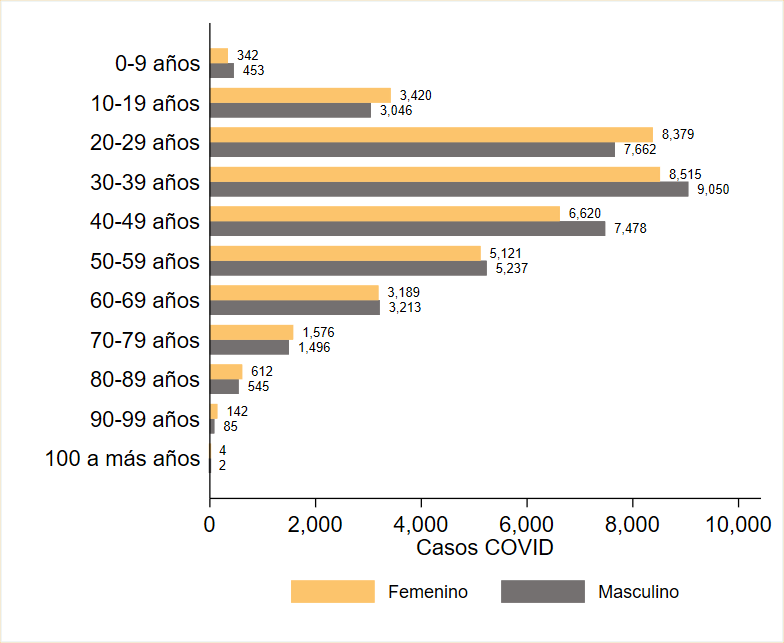 0-9 años
342
453
10-19 años
3,420
3,046
20-29 años
8,379
7,662
30-39 años
8,515
9,050
40-49 años
6,620
7,478
50-59 años
5,121
5,237
60-69 años
3,189
3,213
70-79 años
1,576
1,496
80-89 años
612
545
90-99 años
142
85
100 a más años
4
2
0 2,000 4,000 6,000 8,000 10,000
Casos COVID
Femenino Masculino